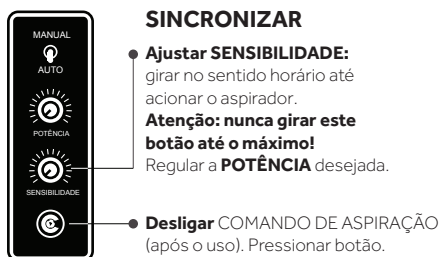 MANUAL
AUTO
POTÊNCIA
SENSIBILIDADE
SINCRONIZAR
Ajustar SENSIBILIDADE:
girar no sentido horário até
acionar o aspirador.
Atenção: nunca girar este
botão até o máximo!
Regular a POTÊNCIA desejada.
Desligar COMANDO DE ASPIRAÇÃO
(após o uso). Pressionar botão.